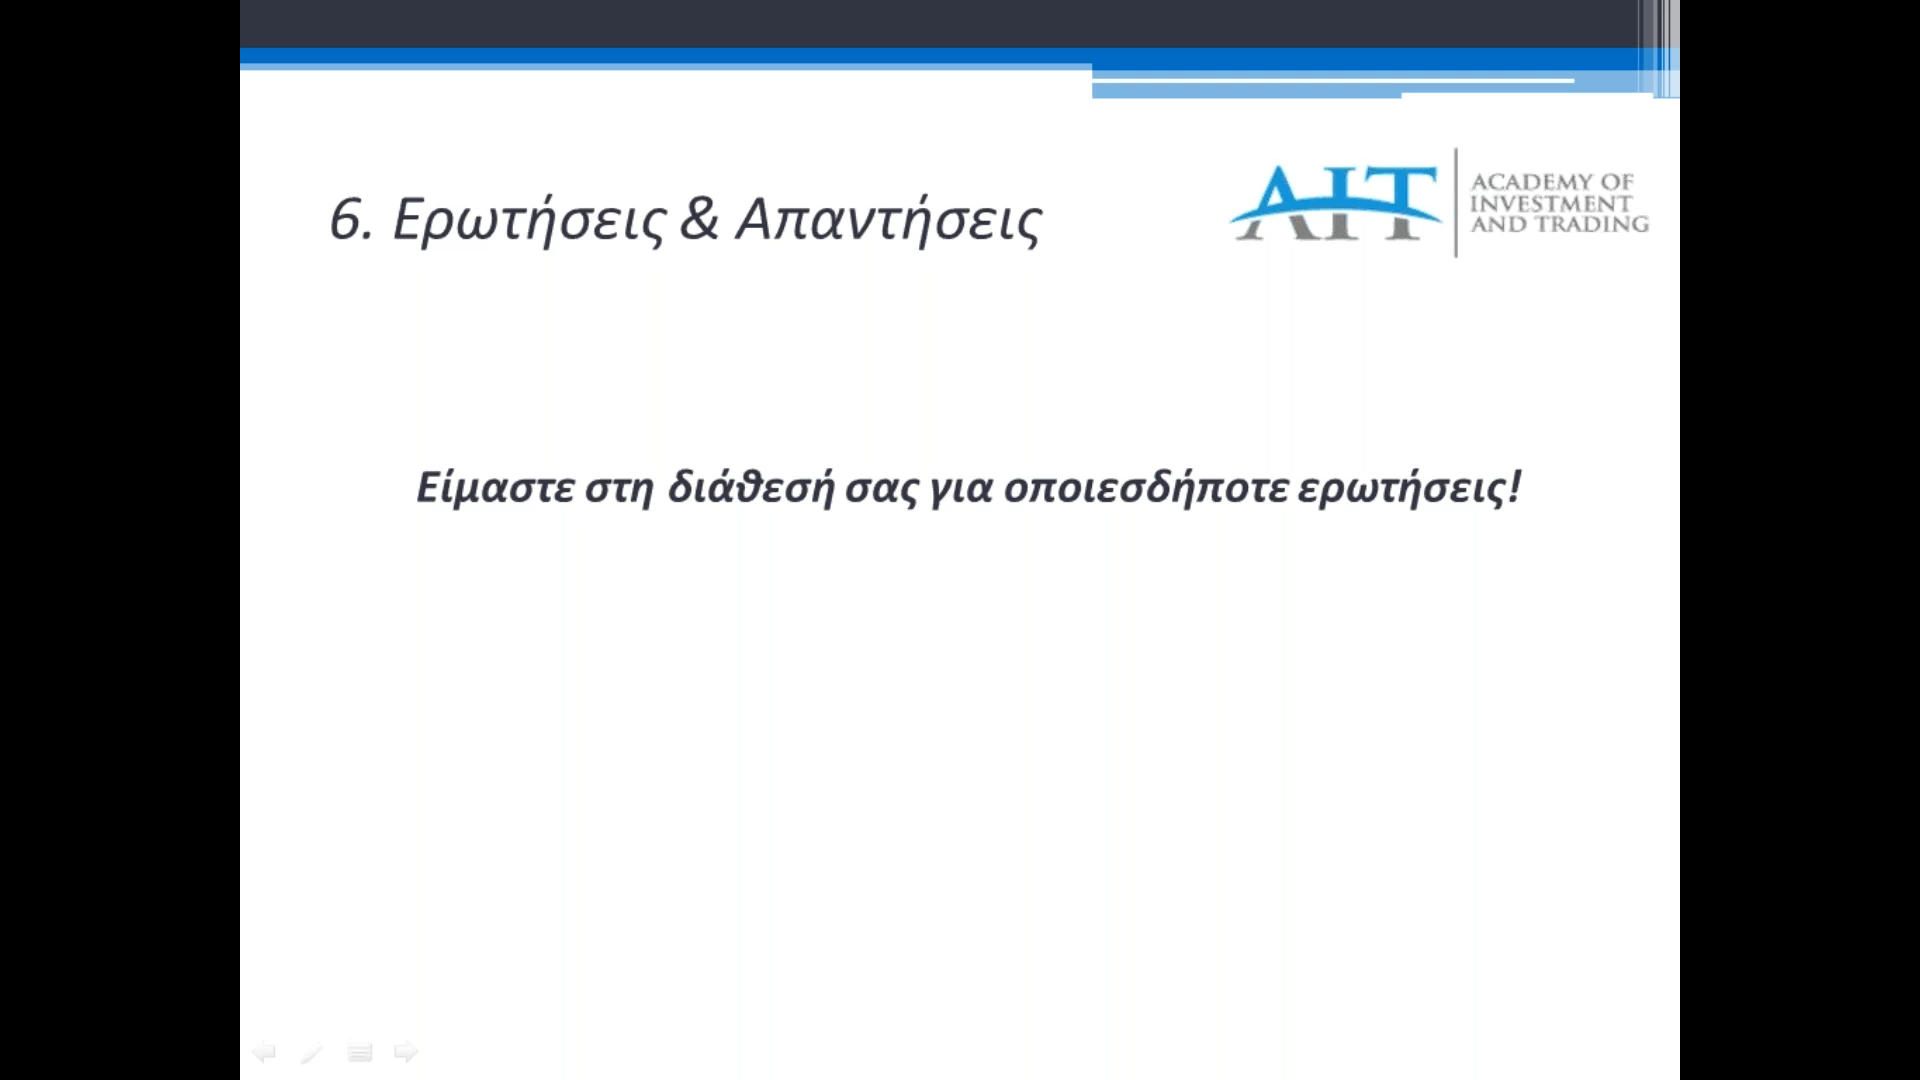 6. Ερωτήσεις & Απαντήσεις
AIT
ACADEMY OF
INVESTMENT
AND TRADING
Είμαστε στη διάθεσή σας για οποιεσδήποτε ερωτήσεις!